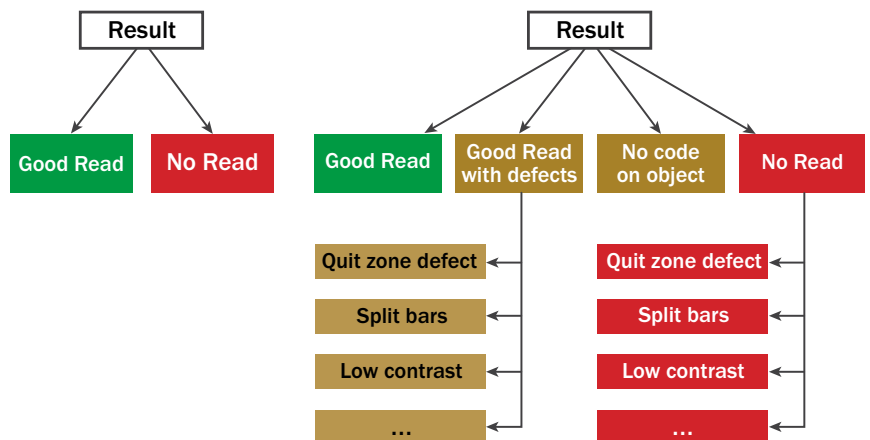 Result
Good Read
No Read
Result
Good Read
Good Read
with defects
No code
on object
No Read
Quit zone defect
Split bars
Low contrast
...
Quit zone defect
Split bars
Low contrast
...